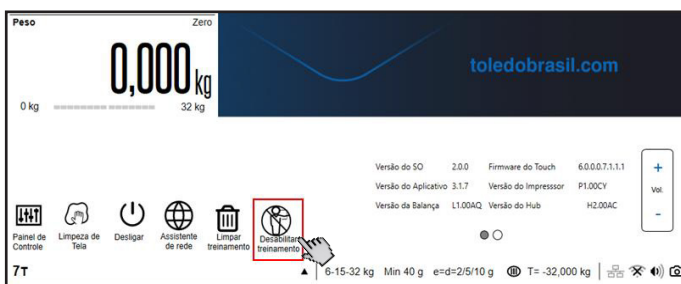 Peso Zero
0,000 kg
0 kg 32 kg
toledobrasil.com
Versão do SO 2.0.0 Firmware do Touch 6.0.0.0.7.1.1.1
Versão do Aplicativo 3.1.7 Versão do Impresssor P1.00CY
Versão da Balança L1.00AQ Versão do Hub H2.00AC
+
Vol.
-
Painel de Controle
Limpeza de Tela
Desligar
Assistente de rede
Limpar treinamento
Desabilitar treinamento
7T
6-15-32 kg Min 40 g e=d=2/5/10 g T= -32,000 kg